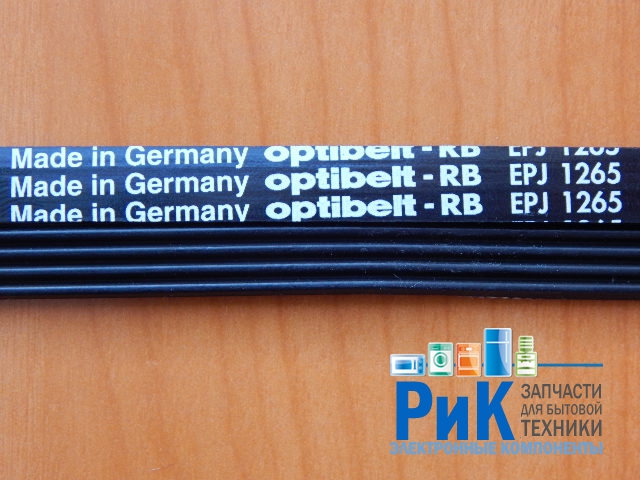 Made in Germany optibelt - RB EPJ 1265
Made in Germany optibelt - RB EPJ 1265
Made in Germany optibelt - RB EPJ 1265
РиК
ЗАПЧАСТИ
ДЛЯ БЫТОВОЙ
ТЕХНИКИ
ЭЛЕКТРОННЫЕ КОМПОНЕНТЫ